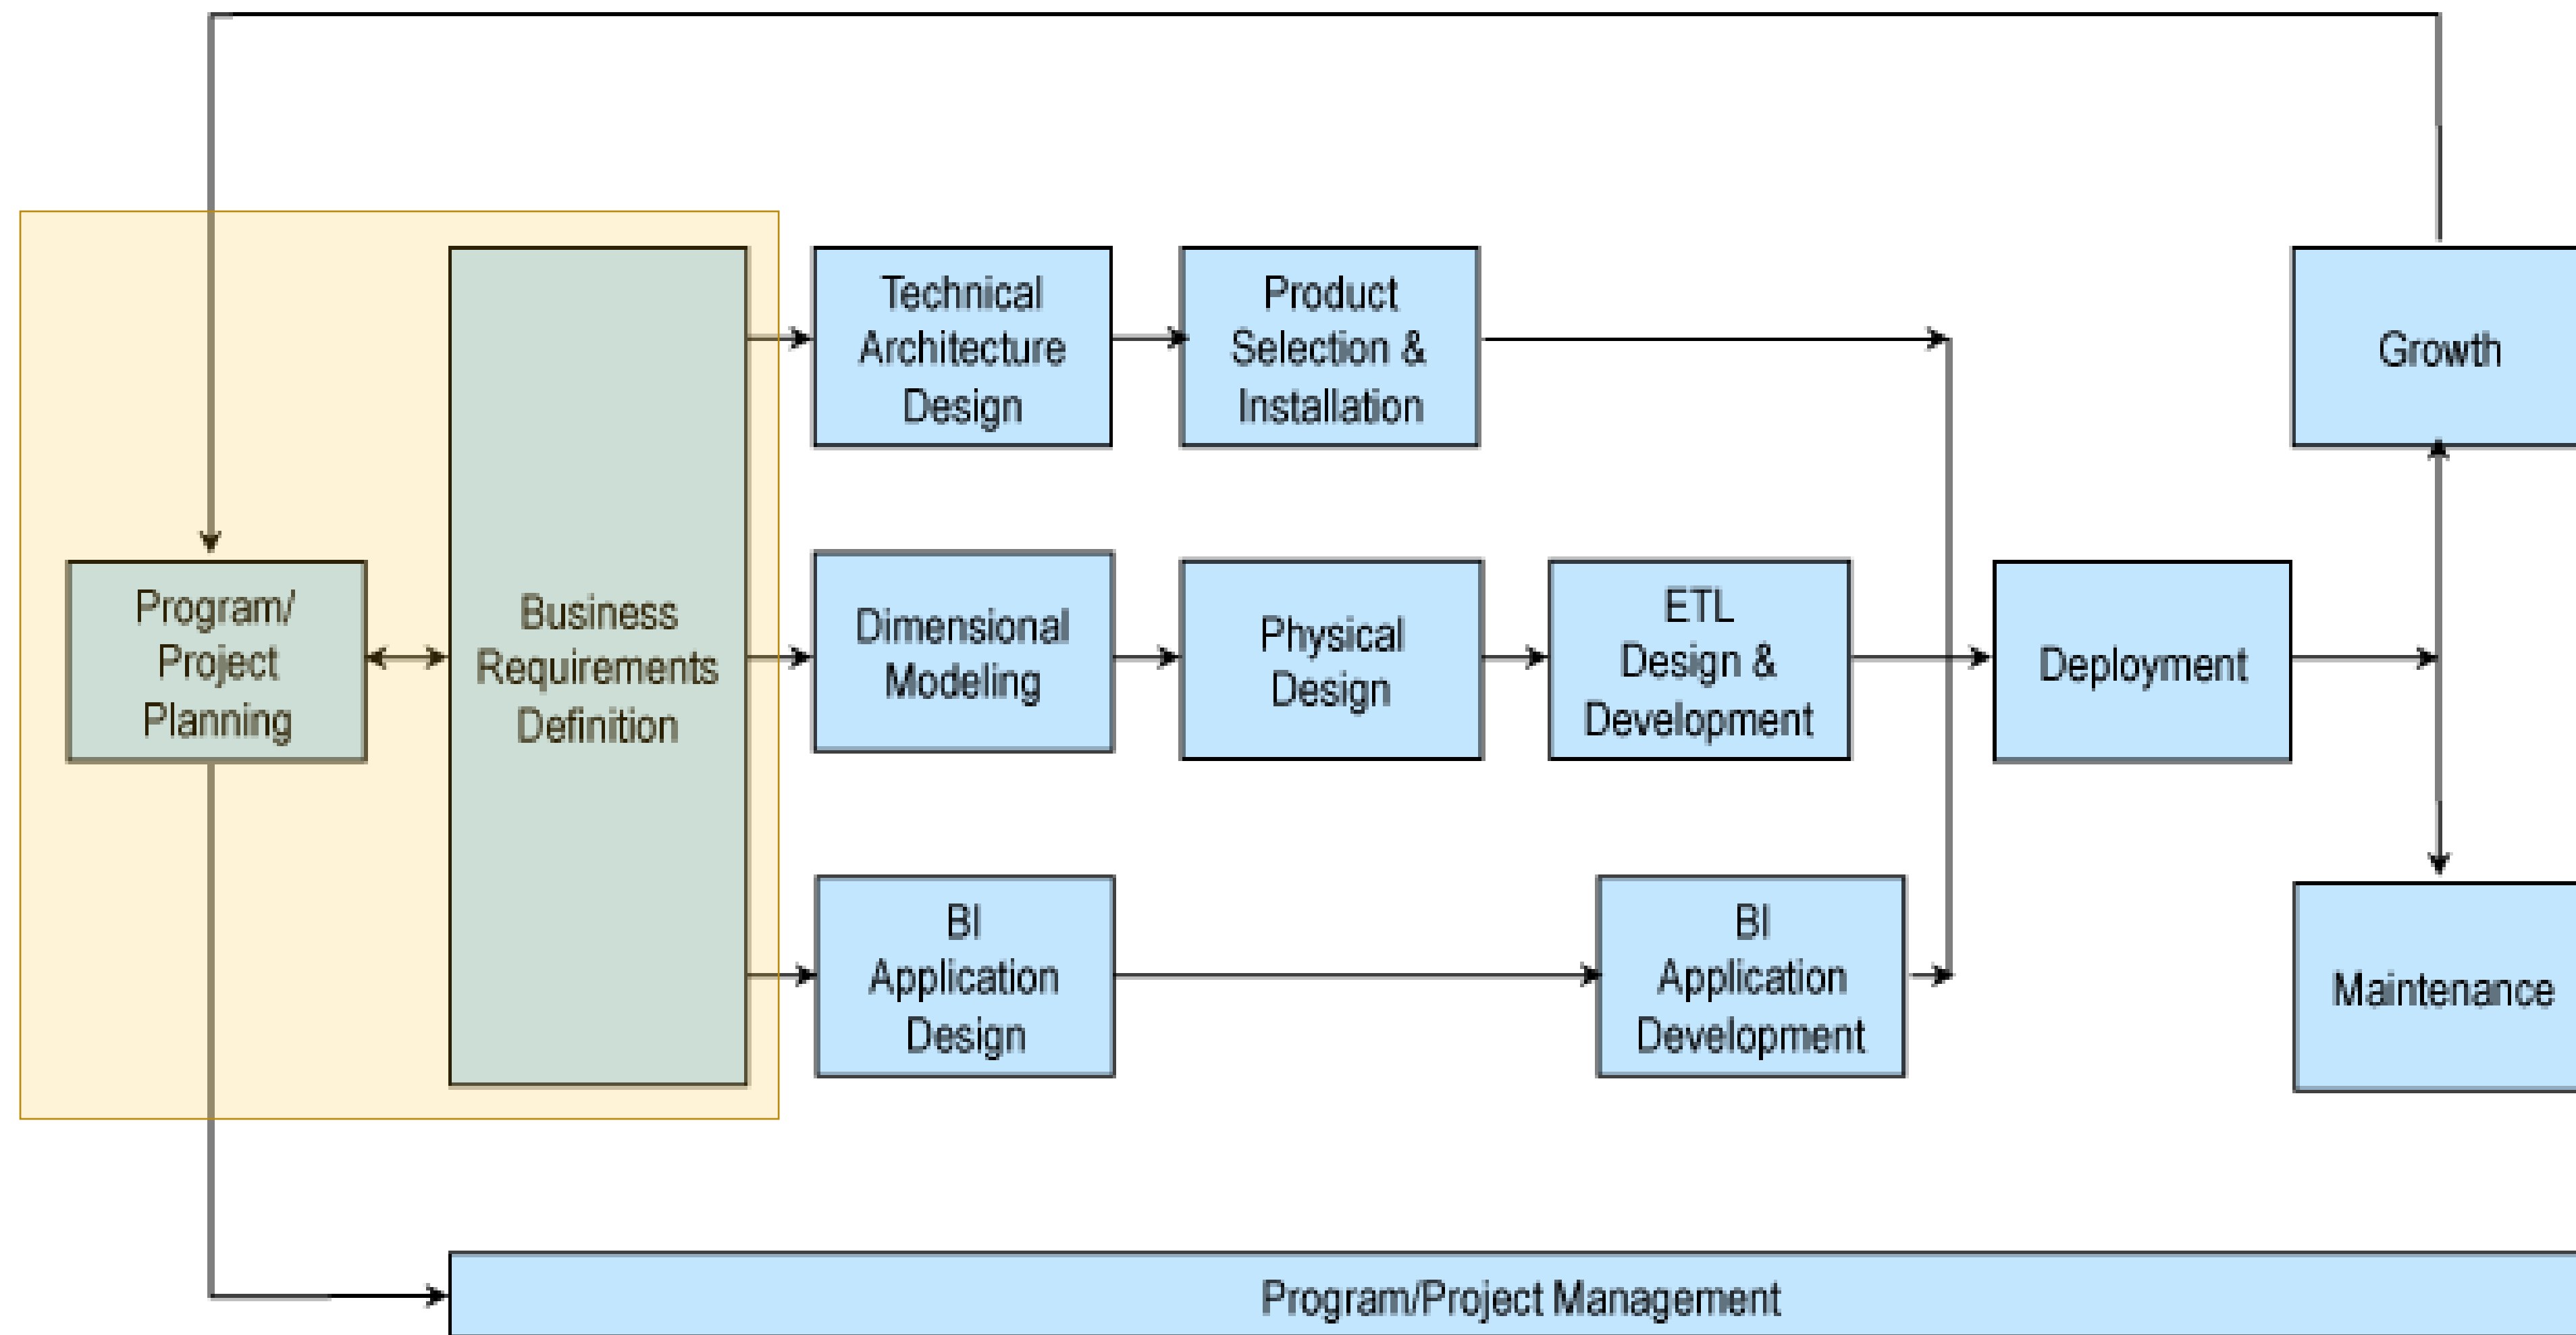 Program/
Project
Planning
Business
Requirements
Definition
Technical
Architecture
Design
Product
Selection &
Installation
Growth
Dimensional
Modeling
Physical
Design
ETL
Design &
Development
Deployment
BI
Application
Design
BI
Application
Development
Maintenance
Program/Project Management